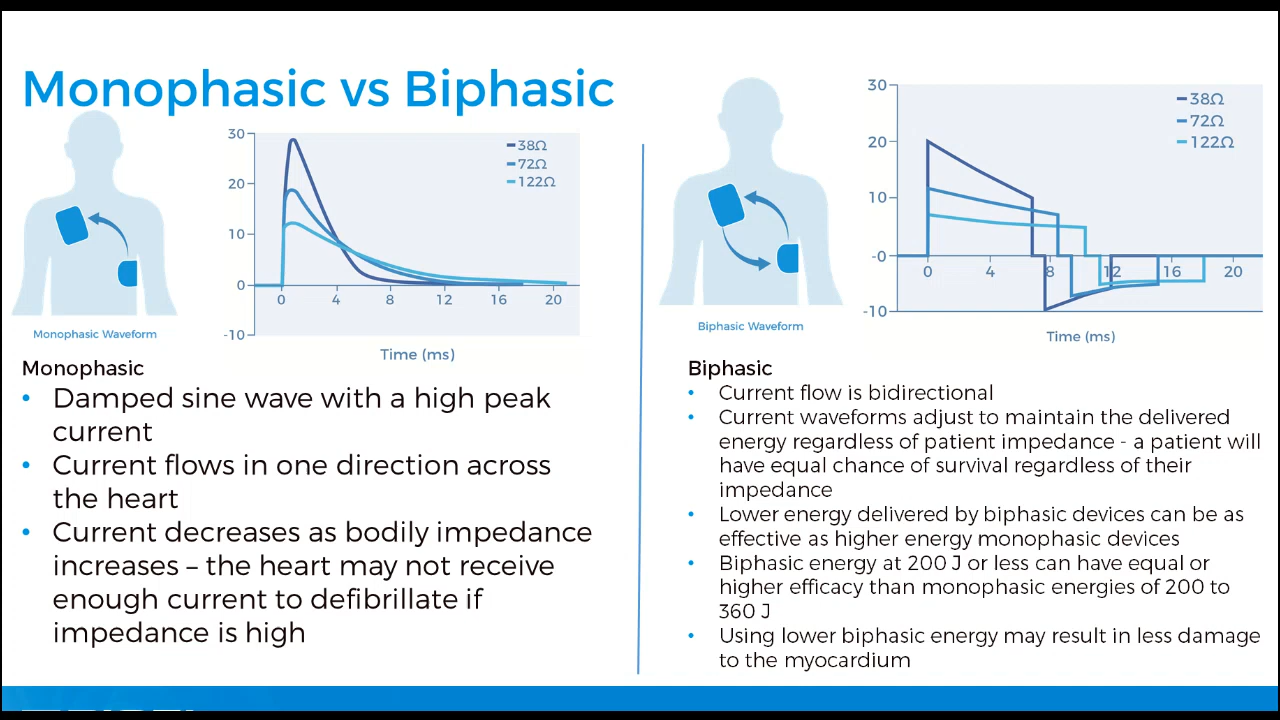 Monophasic vs Biphasic
30
20
10
0
-10
0
4
8
12
16
20
38Ω
72Ω
122Ω
Time (ms)
Monophasic Waveform
30
20
10
-0
-10
0
4
8
12
16
20
38Ω
72Ω
122Ω
Time (ms)
Biphasic Waveform
Monophasic
• Damped sine wave with a high peak
current
• Current flows in one direction across
the heart
• Current decreases as bodily impedance
increases – the heart may not receive
enough current to defibrillate if
impedance is high
Biphasic
• Current flow is bidirectional
• Current waveforms adjust to maintain the delivered
energy regardless of patient impedance - a patient will
have equal chance of survival regardless of their
impedance
• Lower energy delivered by biphasic devices can be as
effective as higher energy monophasic devices
• Biphasic energy at 200 J or less can have equal or
higher efficacy than monophasic energies of 200 to
360 J
• Using lower biphasic energy may result in less damage
to the myocardium